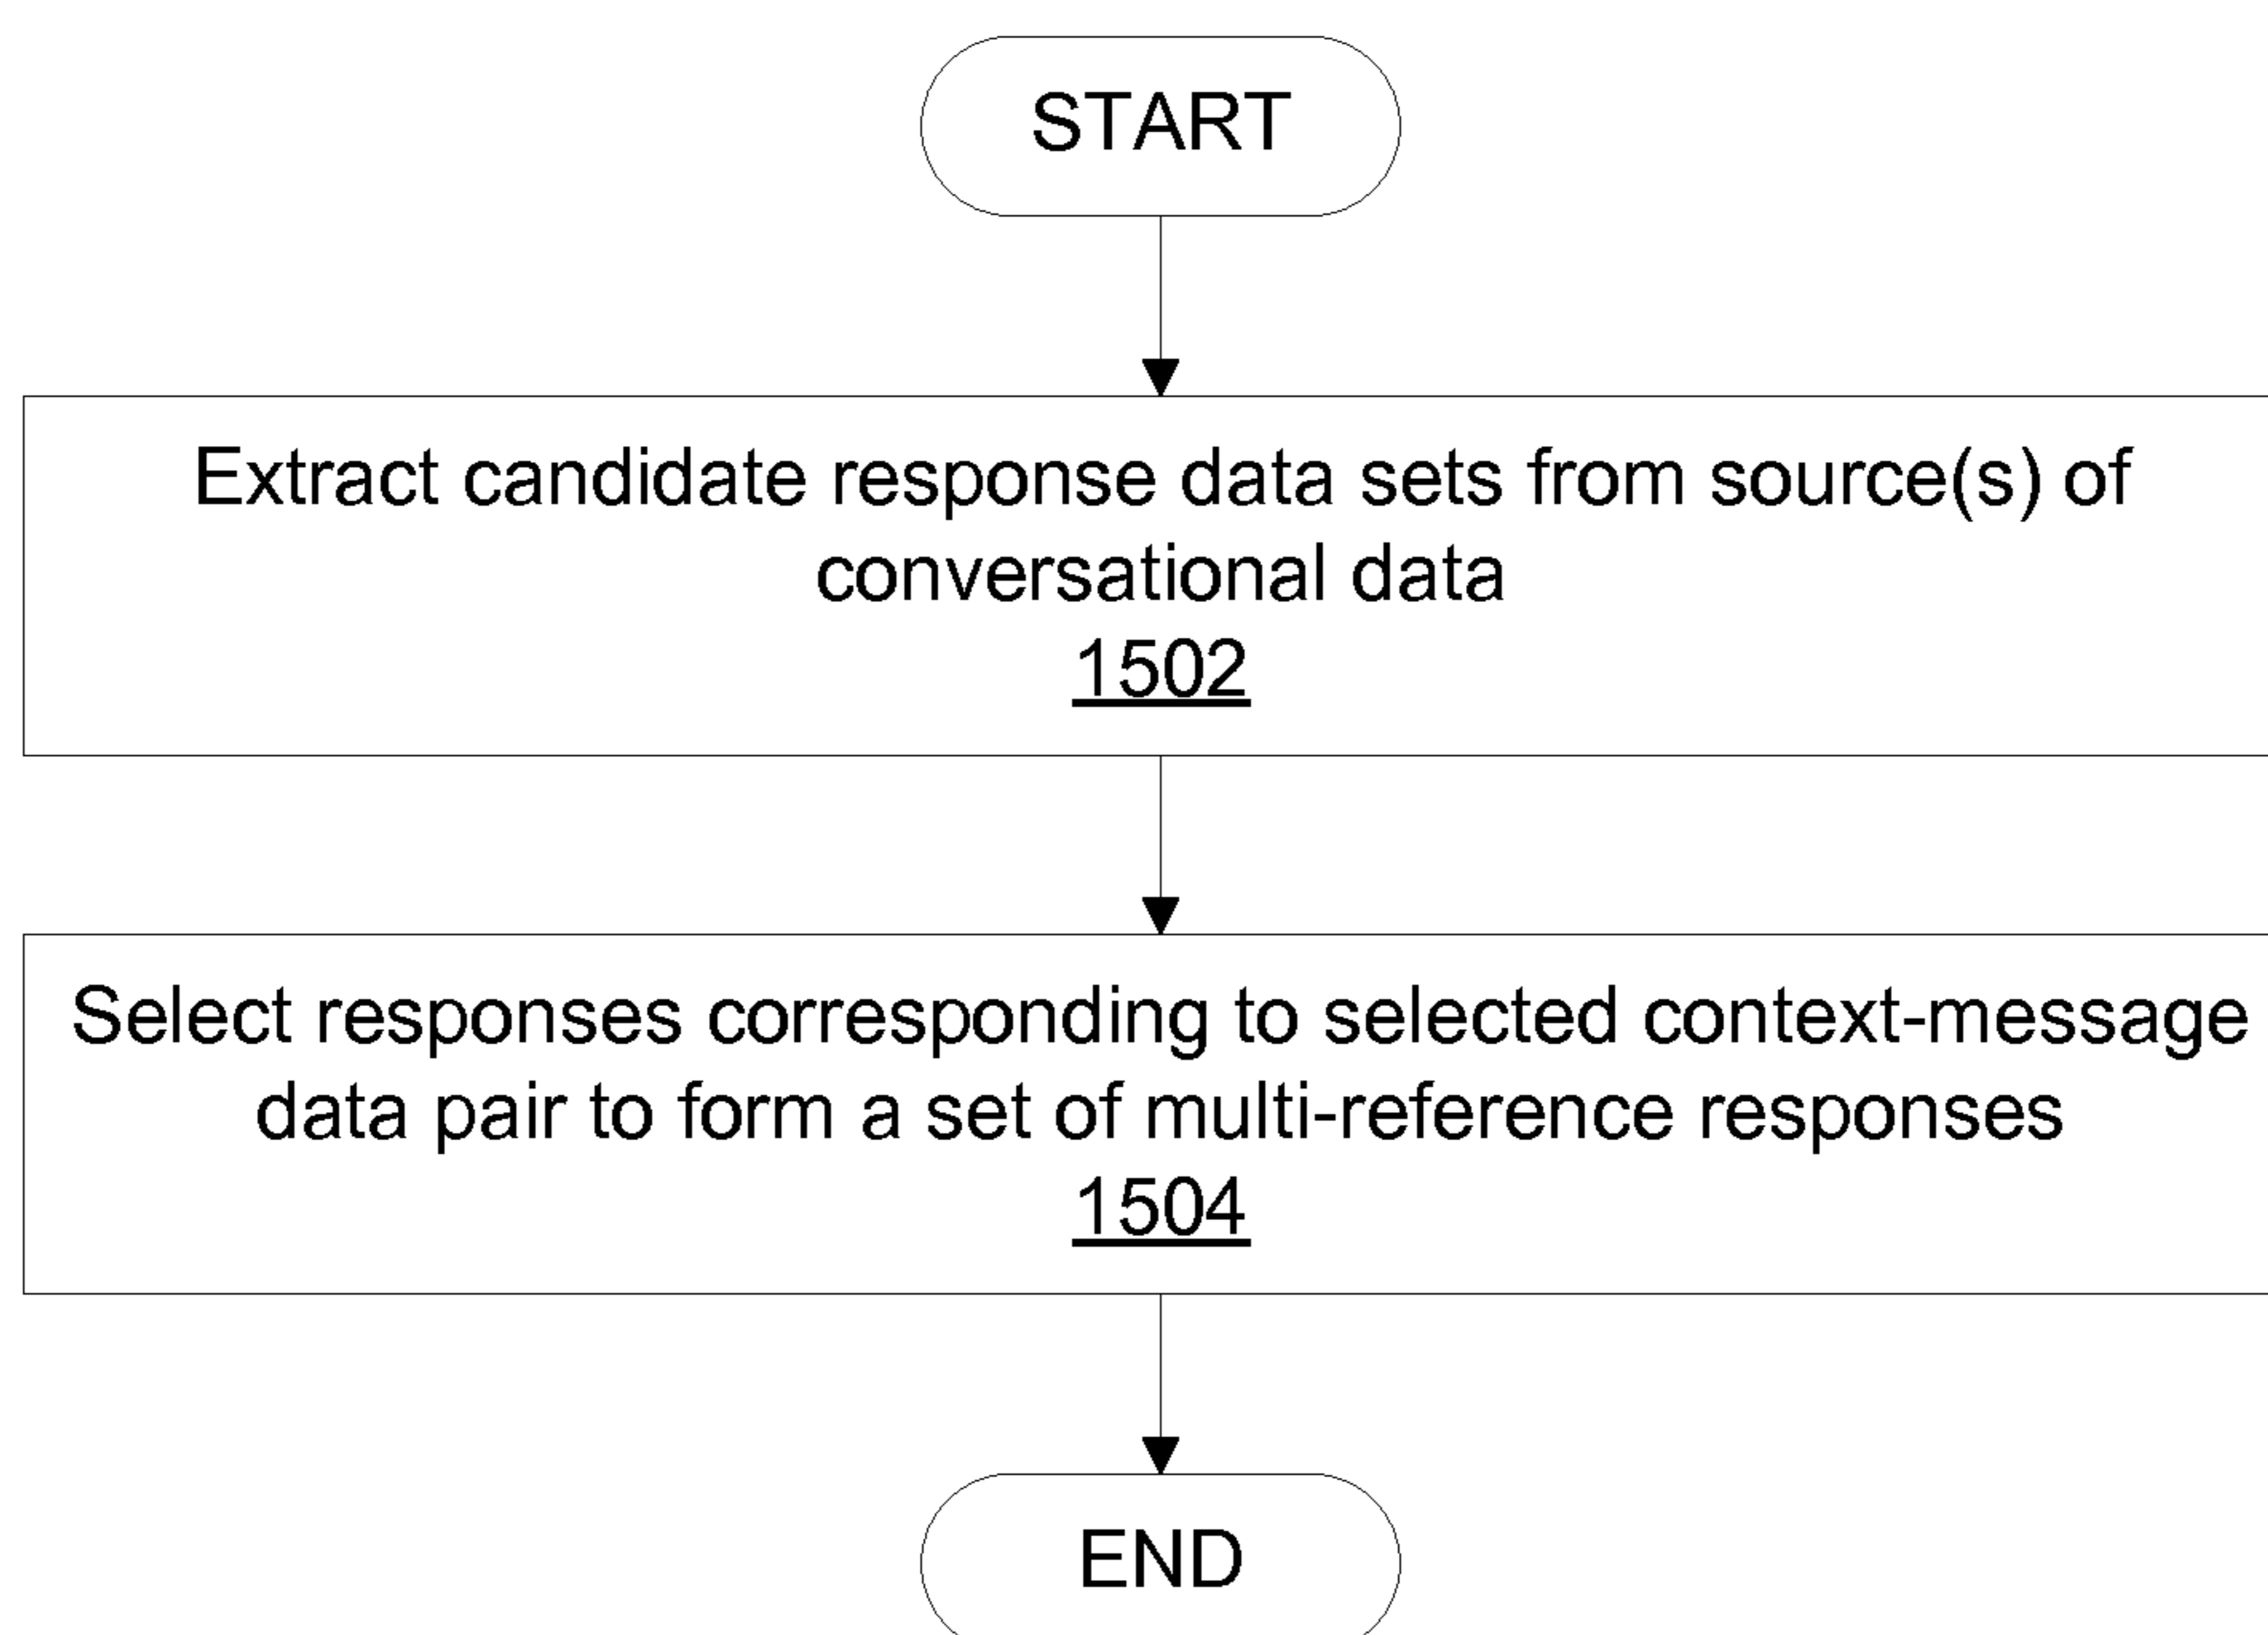 START
Extract candidate response data sets from source(s) of
conversational data
1502
Select responses corresponding to selected context-message
data pair to form a set of multi-reference responses
1504
END